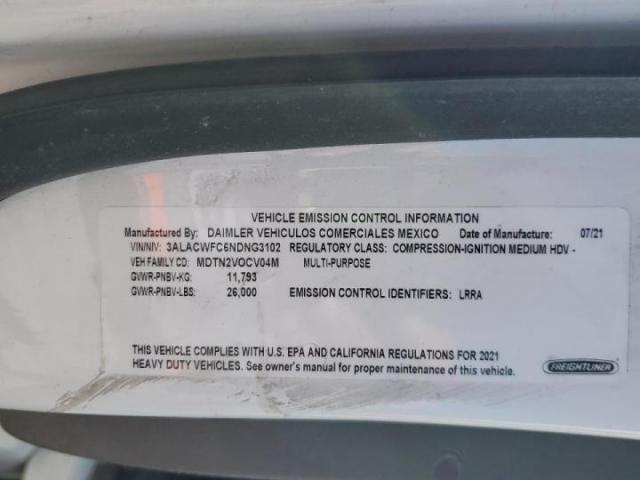 VEHICLE EMISSION CONTROL INFORMATION
Manufactured By: DAIMLER VEHICULOS COMERCIALES MEXICO Date of Manufacture: 07/21
VIN/NIV: 3ALACWFC6NDNG3102 REGULATORY CLASS: COMPRESSION-IGNITION MEDIUM HDV -
VEH FAMILY CD: MDTN2VOCV04M MULTI-PURPOSE
GVWR-PNBV-KG: 11,793
GVWR-PNBV-LBS: 26,000 EMISSION CONTROL IDENTIFIERS: LRRA
THIS VEHICLE COMPLIES WITH U.S. EPA AND CALIFORNIA REGULATIONS FOR 2021
HEAVY DUTY VEHICLES. See owner's manual for proper maintenance of this vehicle.
FREIGHTLINER